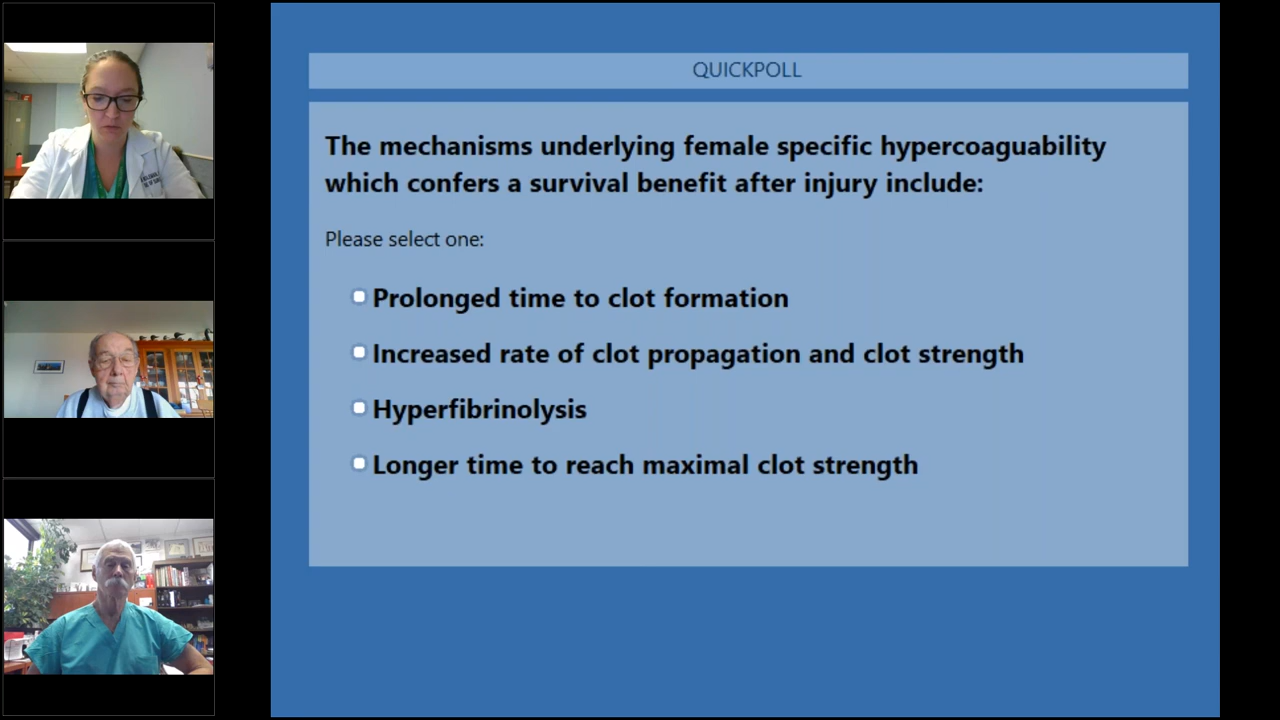 QUICKPOLL
The mechanisms underlying female specific hypercoaguability
which confers a survival benefit after injury include:
Please select one:
Prolonged time to clot formation
Increased rate of clot propagation and clot strength
Hyperfibrinolysis
Longer time to reach maximal clot strength